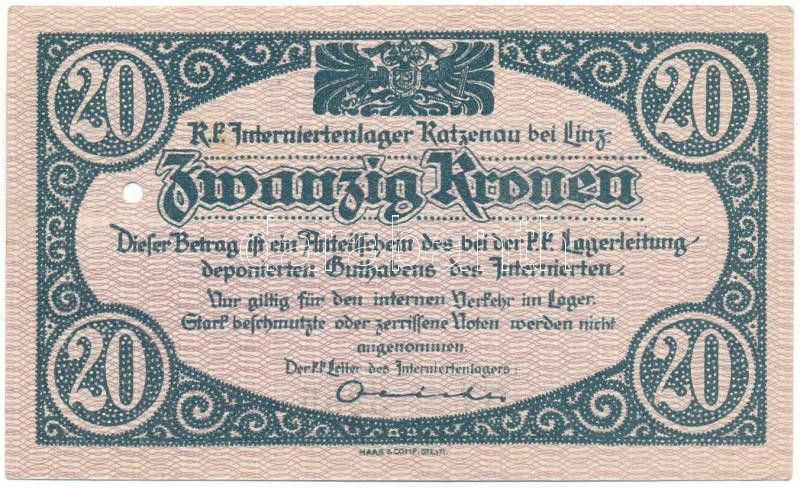 20 20
K.k. Interniertenlager Katzenau bei Linz.
Zwanzig Kronen
Dieser Betrag ist ein Anteilschein des bei der k.k. Lagerleitung
deponierten Guthabens des Internierten.
Nur giltig für den internen Verkehr im Lager.
Stark beschmutzte oder zerrissene Noten werden nicht
angenommen.
Der k.k Leiter des Interniertenlagers:
20 20
HAAS & COMP. STEYR